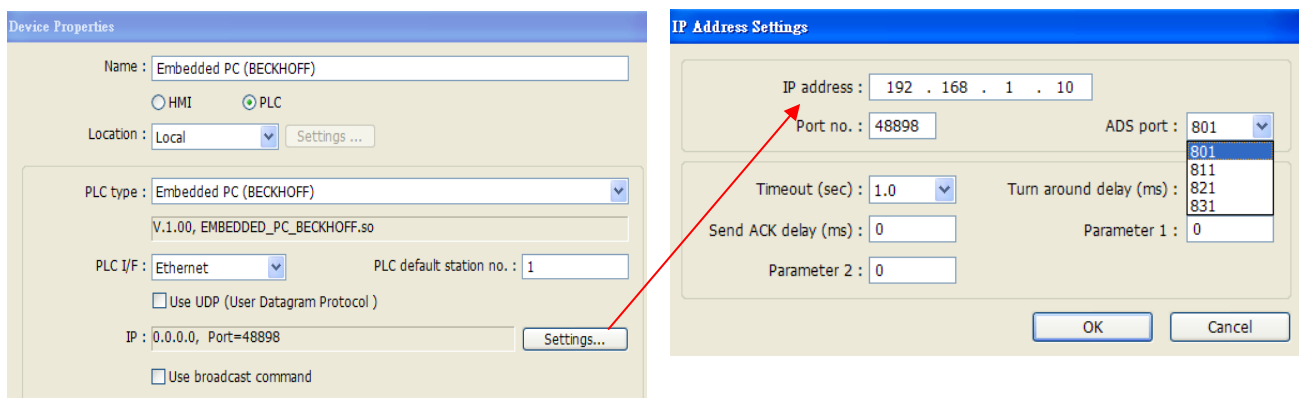 Device Properties
Name : Embedded PC (BECKHOFF)
HMI PLC
Location : Local Settings ...
PLC type : Embedded PC (BECKHOFF)
V.1.00, EMBEDDED_PC_BECKHOFF.so
PLC I/F : Ethernet PLC default station no. : 1
Use UDP (User Datagram Protocol )
IP : 0.0.0.0, Port=48898 Settings...
Use broadcast command
IP Address Settings
IP address : 192 . 168 . 1 . 10
Port no. : 48898 ADS port : 801
801
811
Timeout (sec) : 1.0 Turn around delay (ms) : 821
831
Send ACK delay (ms) : 0 Parameter 1 : 0
Parameter 2 : 0
OK Cancel